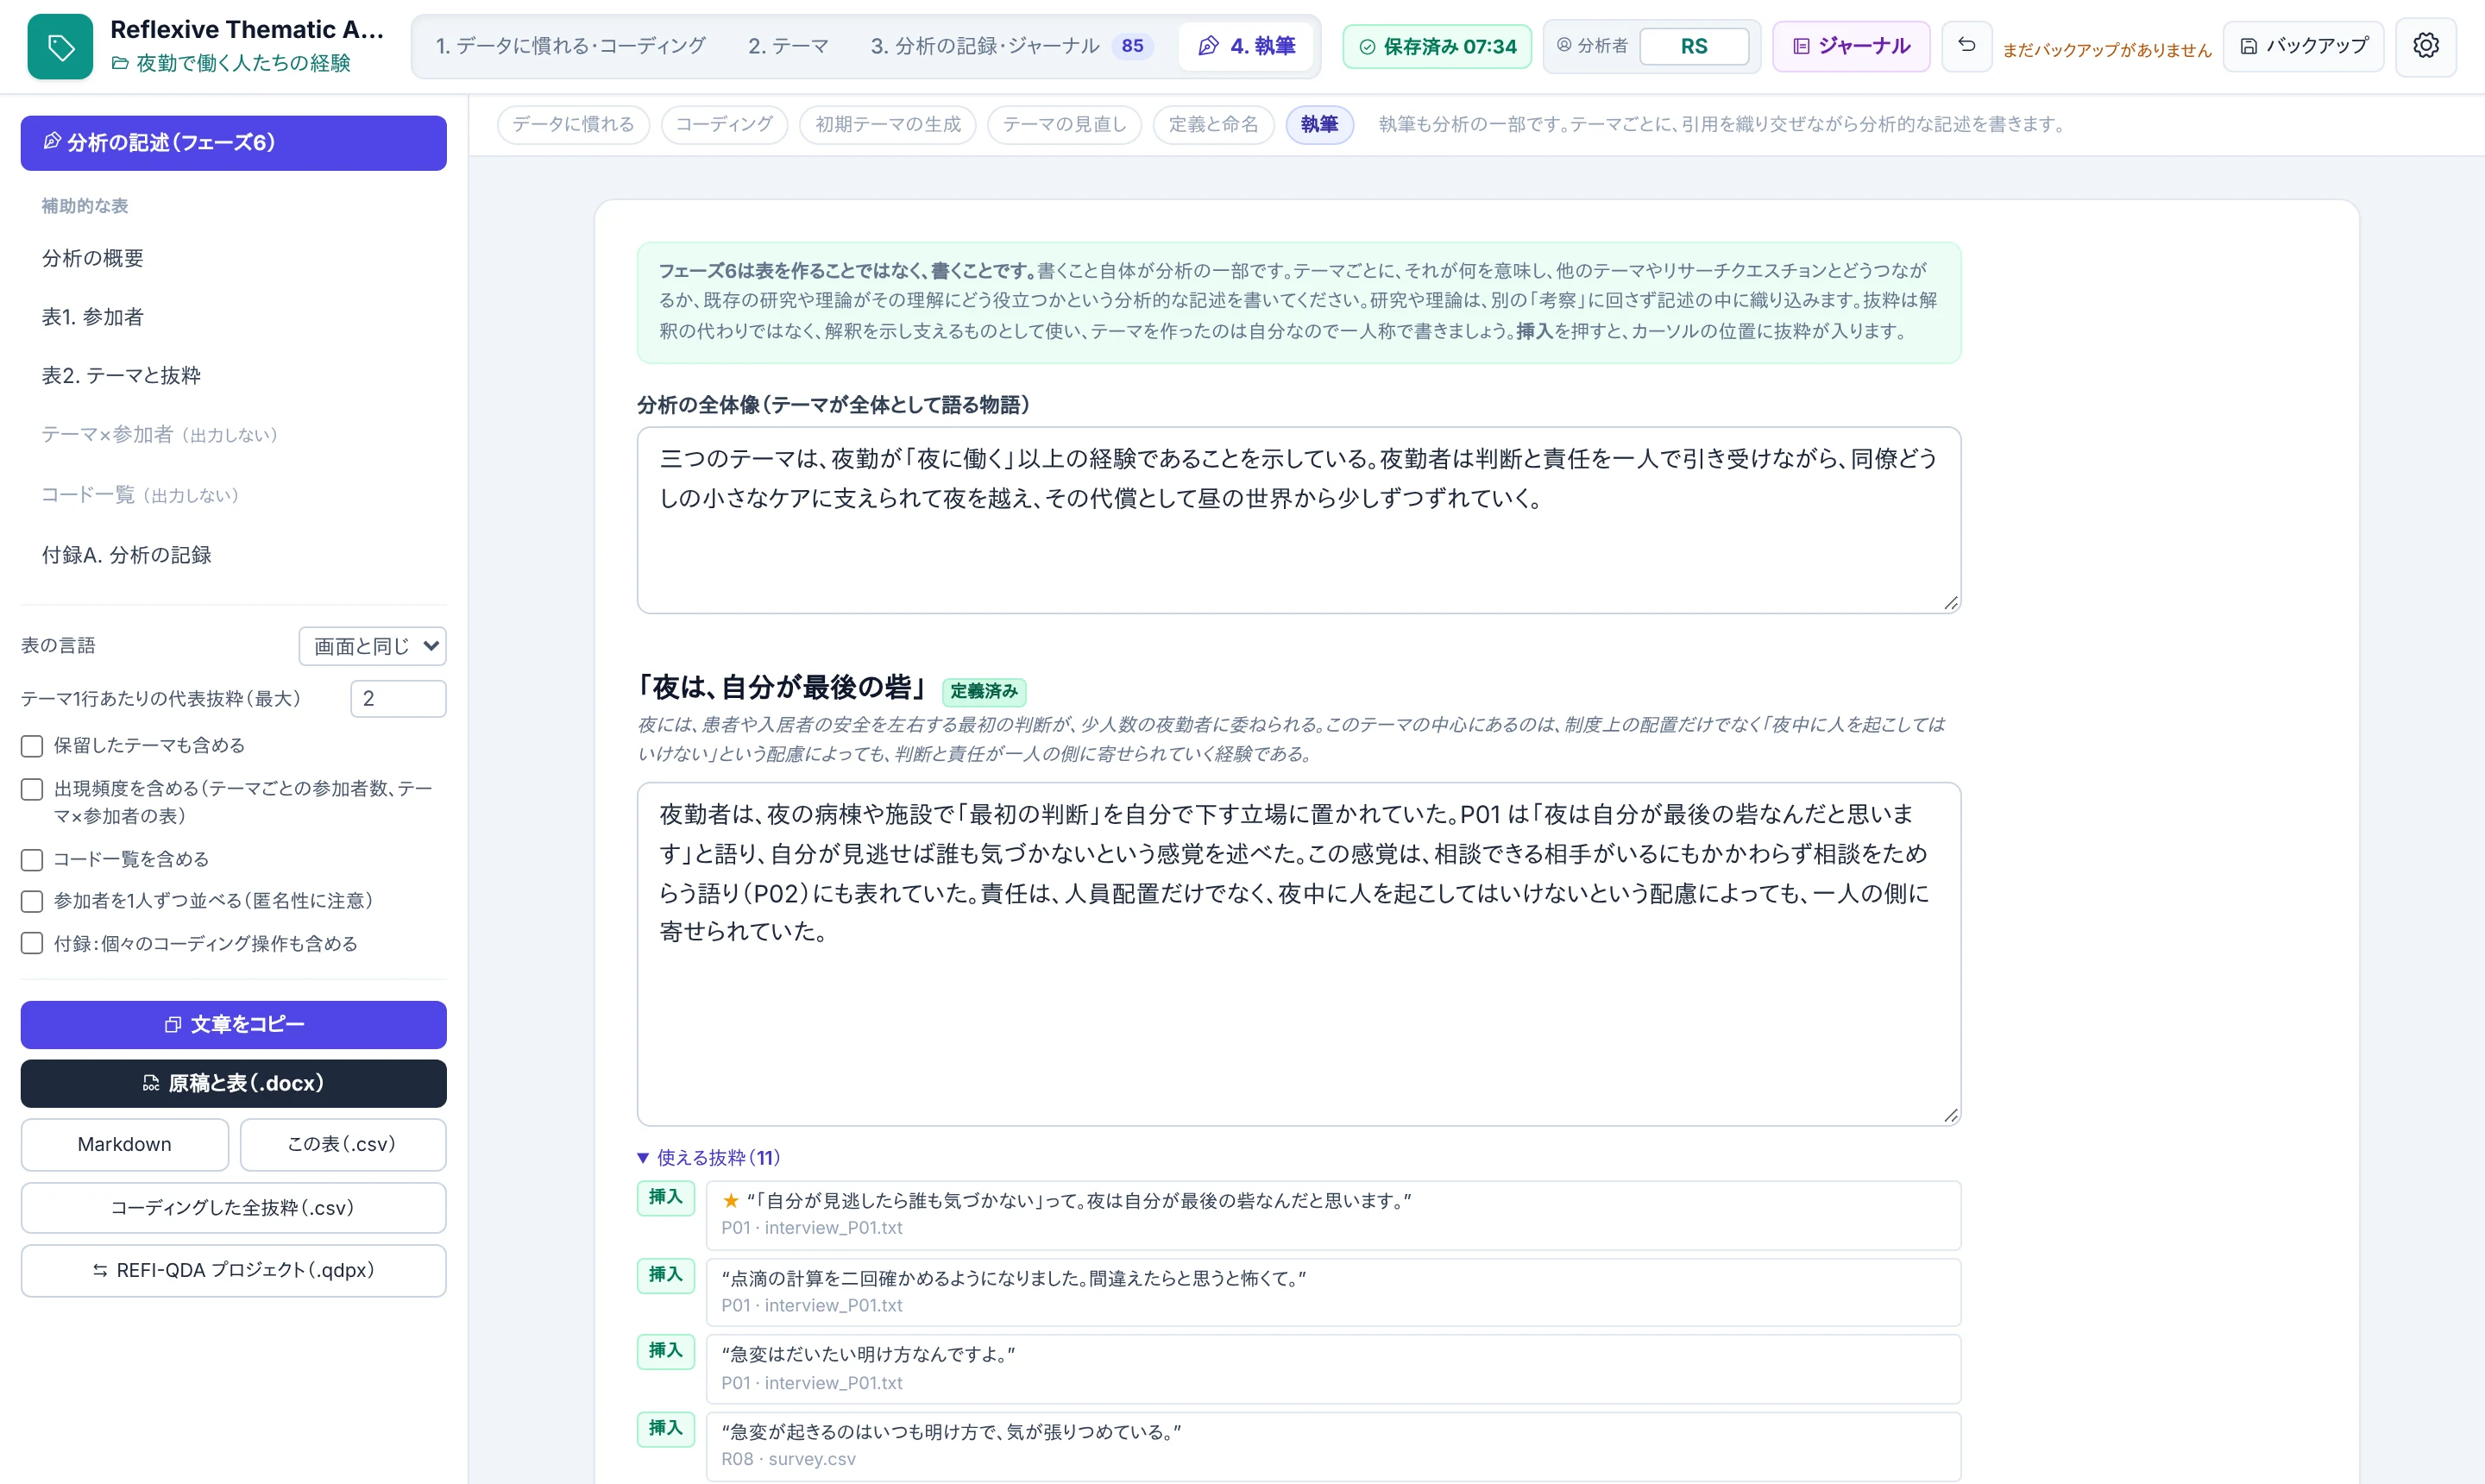 Reflexive Thematic A...
夜勤で働く人たちの経験
1. データに慣れる・コーディング
2. テーマ
3. 分析の記録・ジャーナル 85
4. 執筆
保存済み 07:34
分析者 RS
ジャーナル
まだバックアップがありません
バックアップ
分析の記述（フェーズ6）
補助的な表
分析の概要
表1. 参加者
表2. テーマと抜粋
テーマ×参加者（出力しない）
コード一覧（出力しない）
付録A. 分析の記録
表の言語 画面と同じ
テーマ1行あたりの代表抜粋（最大） 2
保留したテーマも含める
出現頻度を含める（テーマごとの参加者数、テー
マ×参加者の表）
コード一覧を含める
参加者を1人ずつ並べる（匿名性に注意）
付録：個々のコーディング操作も含める
文章をコピー
DOC 原稿と表（.docx）
Markdown
この表（.csv）
コーディングした全抜粋（.csv）
REFI-QDA プロジェクト（.qdpx）
データに慣れる
コーディング
初期テーマの生成
テーマの見直し
定義と命名
執筆
執筆も分析の一部です。テーマごとに、引用を織り交ぜながら分析的な記述を書きます。
フェーズ6は表を作ることではなく、書くことです。書くこと自体が分析の一部です。テーマごとに、それが何を意味し、他のテーマやリサーチクエスチョンとどうつなが
るか、既存の研究や理論がその理解にどう役立つかという分析的な記述を書いてください。研究や理論は、別の「考察」に回さず記述の中に織り込みます。抜粋は解
釈の代わりではなく、解釈を示し支えるものとして使い、テーマを作ったのは自分なので一人称で書きましょう。挿入を押すと、カーソルの位置に抜粋が入ります。
分析の全体像（テーマが全体として語る物語）
三つのテーマは、夜勤が「夜に働く」以上の経験であることを示している。夜勤者は判断と責任を一人で引き受けながら、同僚どう
しの小さなケアに支えられて夜を越え、その代償として昼の世界から少しずつずれていく。
「夜は、自分が最後の砦」 定義済み
夜には、患者や入居者の安全を左右する最初の判断が、少人数の夜勤者に委ねられる。このテーマの中心にあるのは、制度上の配置だけでなく「夜中に人を起こしては
いけない」という配慮によっても、判断と責任が一人の側に寄せられていく経験である。
夜勤者は、夜の病棟や施設で「最初の判断」を自分で下す立場に置かれていた。P01 は「夜は自分が最後の砦なんだと思いま
す」と語り、自分が見逃せば誰も気づかないという感覚を述べた。この感覚は、相談できる相手がいるにもかかわらず相談をため
らう語り（P02）にも表れていた。責任は、人員配置だけでなく、夜中に人を起こしてはいけないという配慮によっても、一人の側に
寄せられていた。
▼ 使える抜粋（11）
挿入
★ “「自分が見逃したら誰も気づかない」って。夜は自分が最後の砦なんだと思います。”
P01 · interview_P01.txt
挿入
“点滴の計算を二回確かめるようになりました。間違えたらと思うと怖くて。”
P01 · interview_P01.txt
挿入
“急変はだいたい明け方なんですよ。”
P01 · interview_P01.txt
挿入
“急変が起きるのはいつも明け方で、気が張りつめている。”
R08 · survey.csv